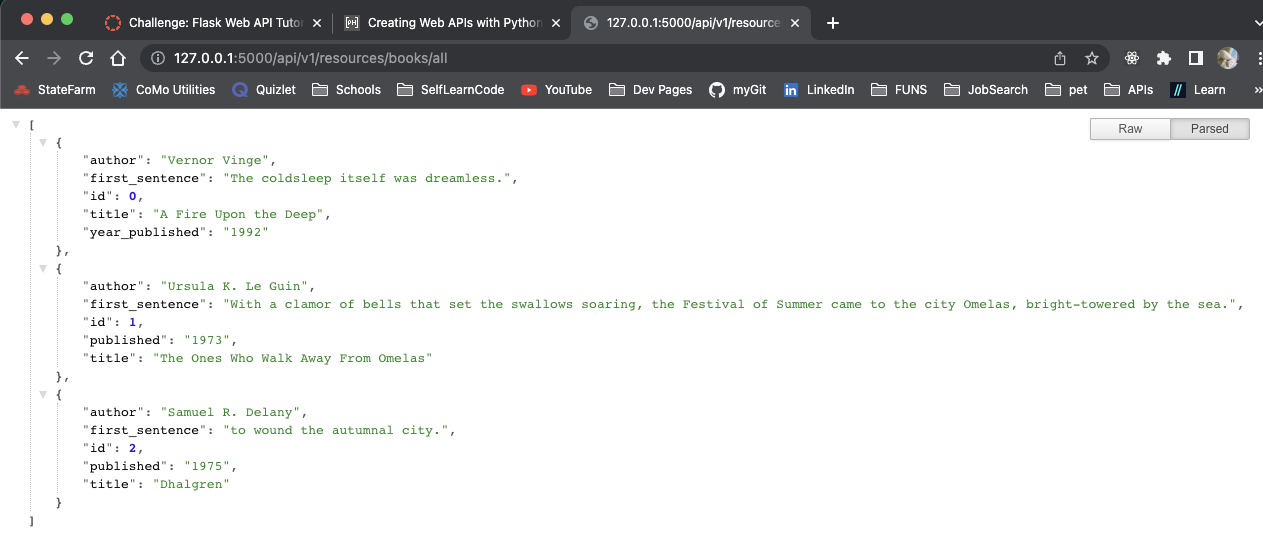 Challenge: Flask Web API Tutor
Creating Web APIs with Python
127.0.0.1:5000/api/v1/resource
127.0.0.1:5000/api/v1/resources/books/all
StateFarm CoMo Utilities Quizlet Schools SelfLearnCode YouTube Dev Pages myGit LinkedIn FUNS JobSearch pet APIs Learn »
Raw Parsed
[
{
"author": "Vernor Vinge",
"first_sentence": "The coldsleep itself was dreamless.",
"id": 0,
"title": "A Fire Upon the Deep",
"year_published": "1992"
},
{
"author": "Ursula K. Le Guin",
"first_sentence": "With a clamor of bells that set the swallows soaring, the Festival of Summer came to the city Omelas, bright-towered by the sea.",
"id": 1,
"published": "1973",
"title": "The Ones Who Walk Away From Omelas"
},
{
"author": "Samuel R. Delany",
"first_sentence": "to wound the autumnal city.",
"id": 2,
"published": "1975",
"title": "Dhalgren"
}
]